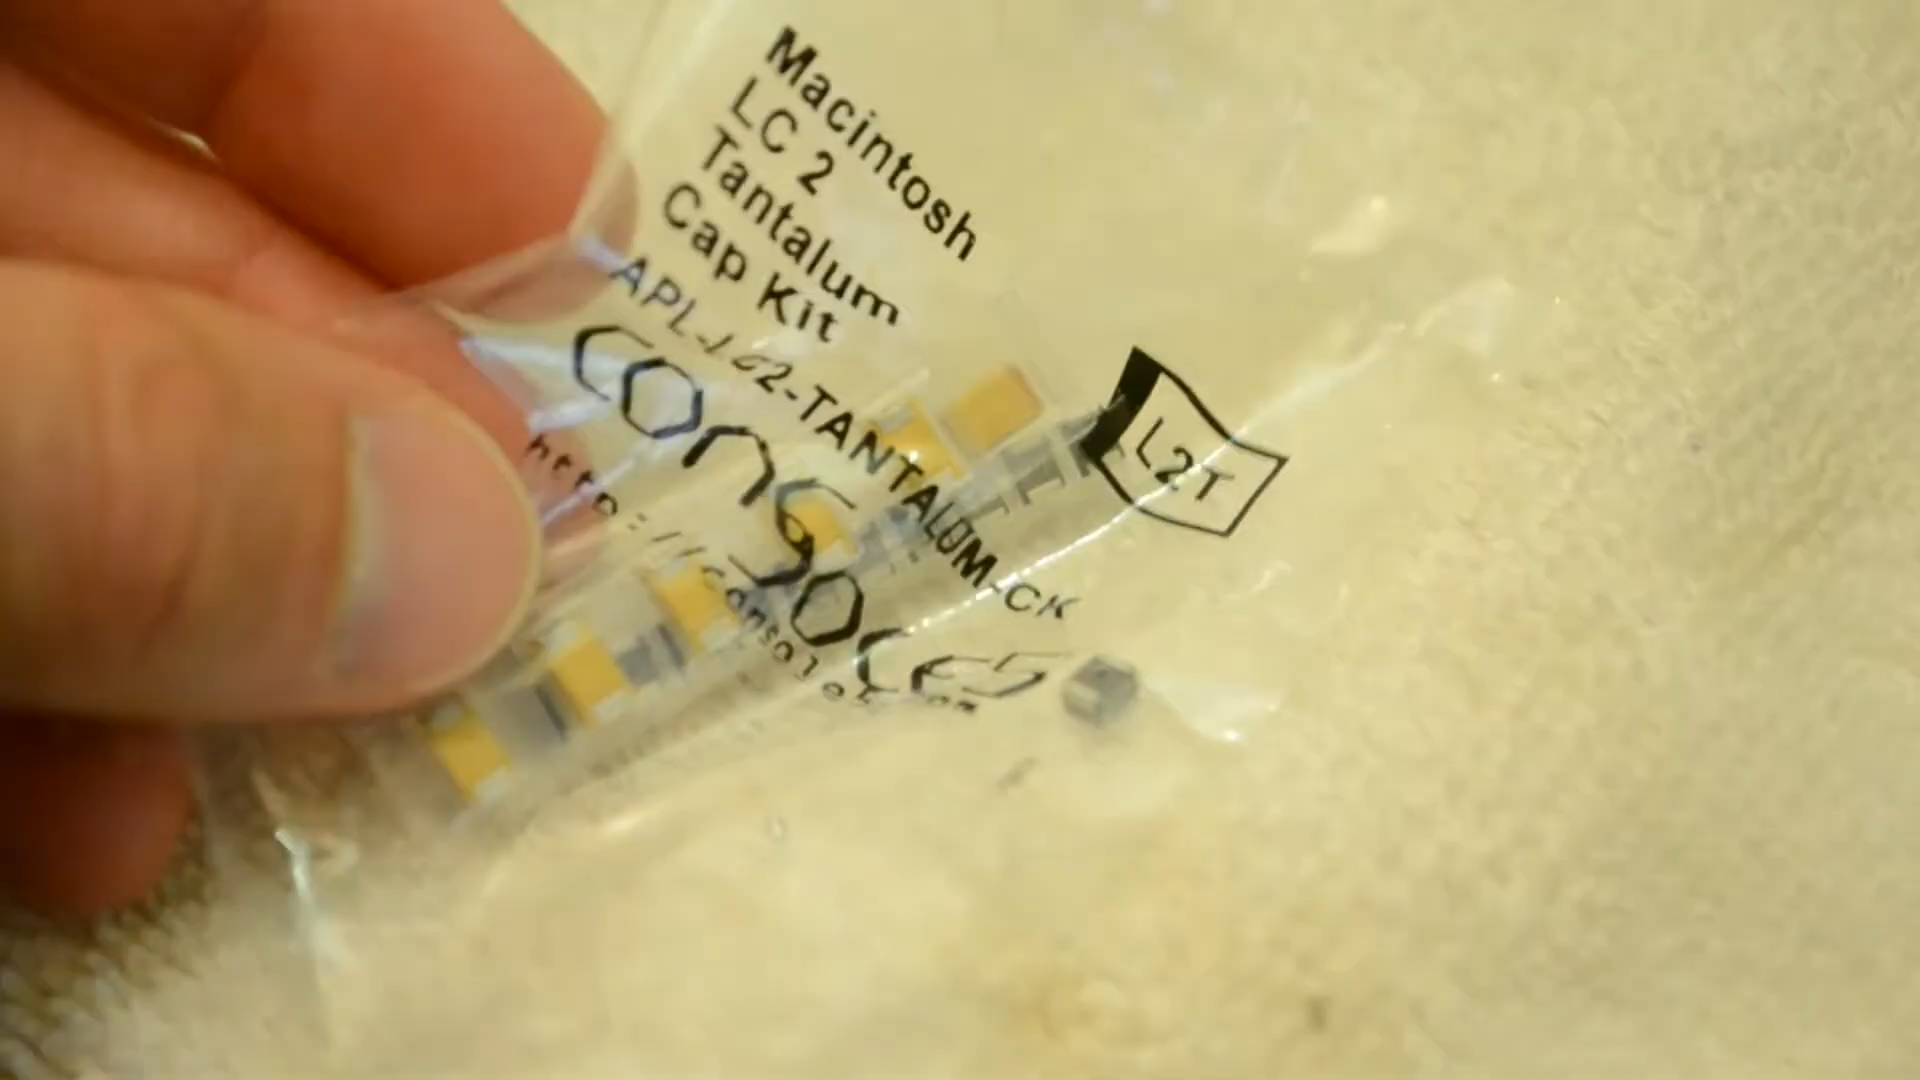 Macintosh
LC 2
Tantalum
Cap Kit
APL-LC2-TANTALUM-CK
console5
L2T